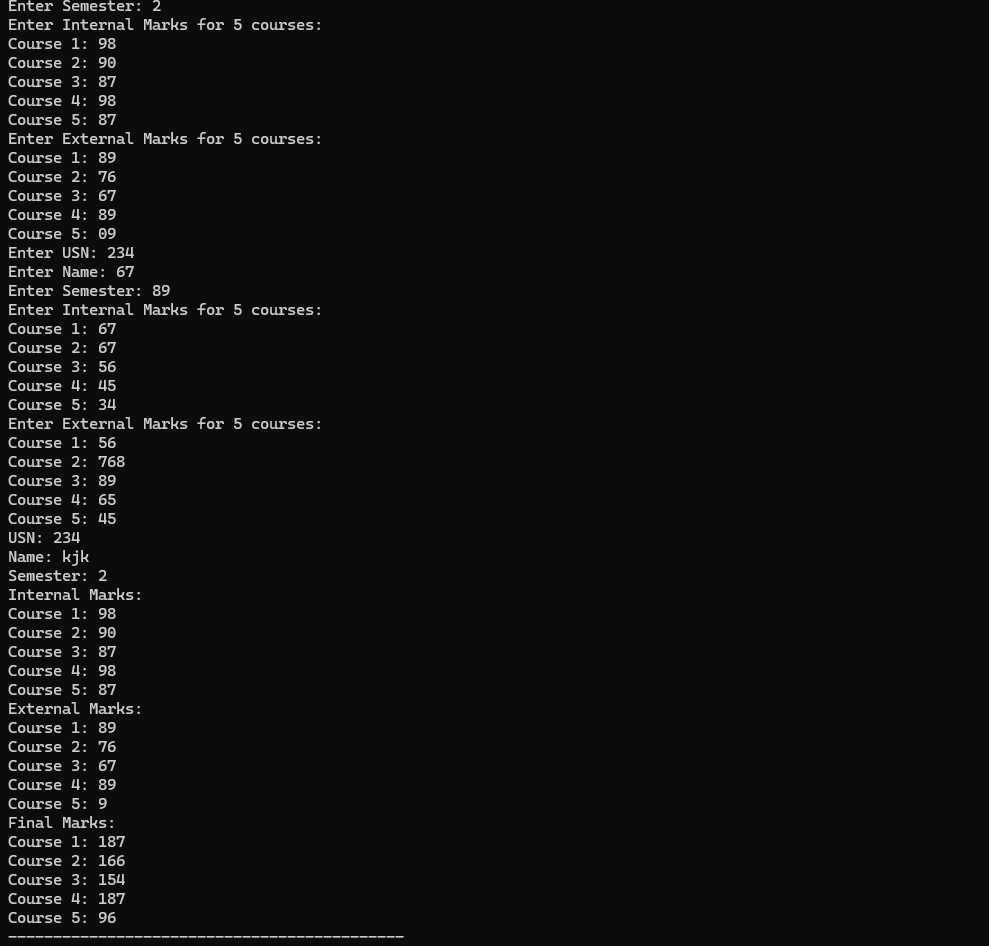 Enter Semester: 2
Enter Internal Marks for 5 courses:
Course 1: 98
Course 2: 90
Course 3: 87
Course 4: 98
Course 5: 87
Enter External Marks for 5 courses:
Course 1: 89
Course 2: 76
Course 3: 67
Course 4: 89
Course 5: 09
Enter USN: 234
Enter Name: 67
Enter Semester: 89
Enter Internal Marks for 5 courses:
Course 1: 67
Course 2: 67
Course 3: 56
Course 4: 45
Course 5: 34
Enter External Marks for 5 courses:
Course 1: 56
Course 2: 768
Course 3: 89
Course 4: 65
Course 5: 45
USN: 234
Name: kjk
Semester: 2
Internal Marks:
Course 1: 98
Course 2: 90
Course 3: 87
Course 4: 98
Course 5: 87
External Marks:
Course 1: 89
Course 2: 76
Course 3: 67
Course 4: 89
Course 5: 9
Final Marks:
Course 1: 187
Course 2: 166
Course 3: 154
Course 4: 187
Course 5: 96
--------------------------------------------